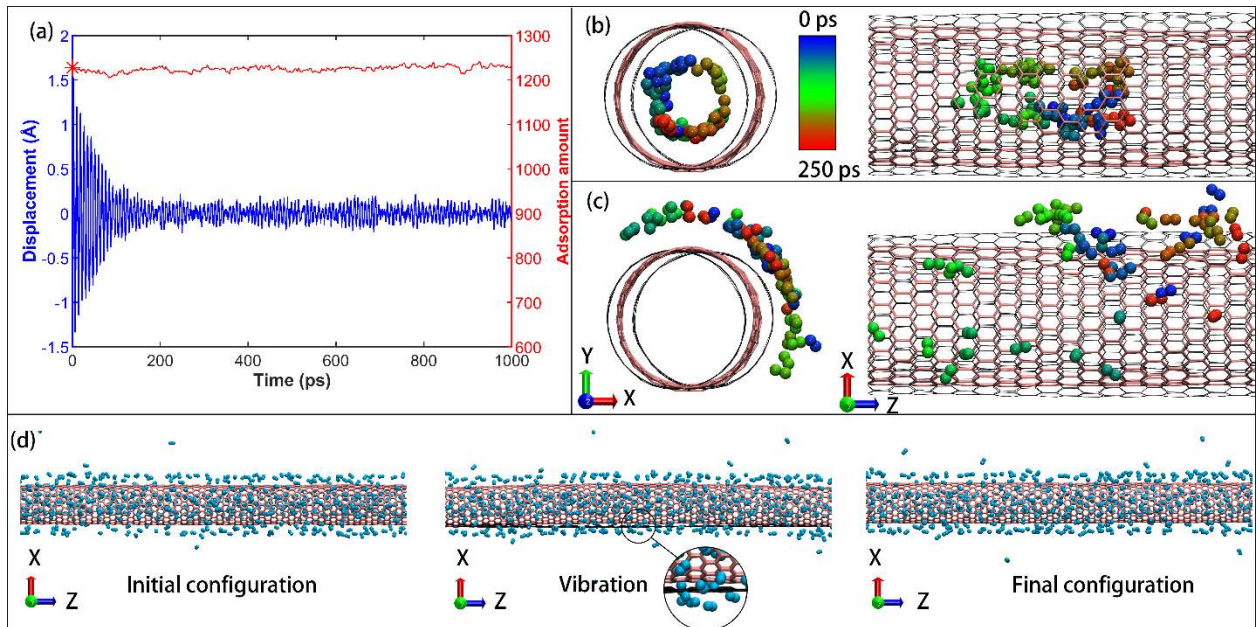 (a)
2
1.5
1
0.5
0
-0.5
-1
-1.5
Displacement (Å)
1300
1200
1100
1000
900
800
700
600
Adsorption amount
0 200 400 600 800 1000
Time (ps)
(b)
0 ps
250 ps
(c)
Y
Z
X
X
Y
Z
(d)
X
Z
Initial configuration
Vibration
X
Z
Final configuration